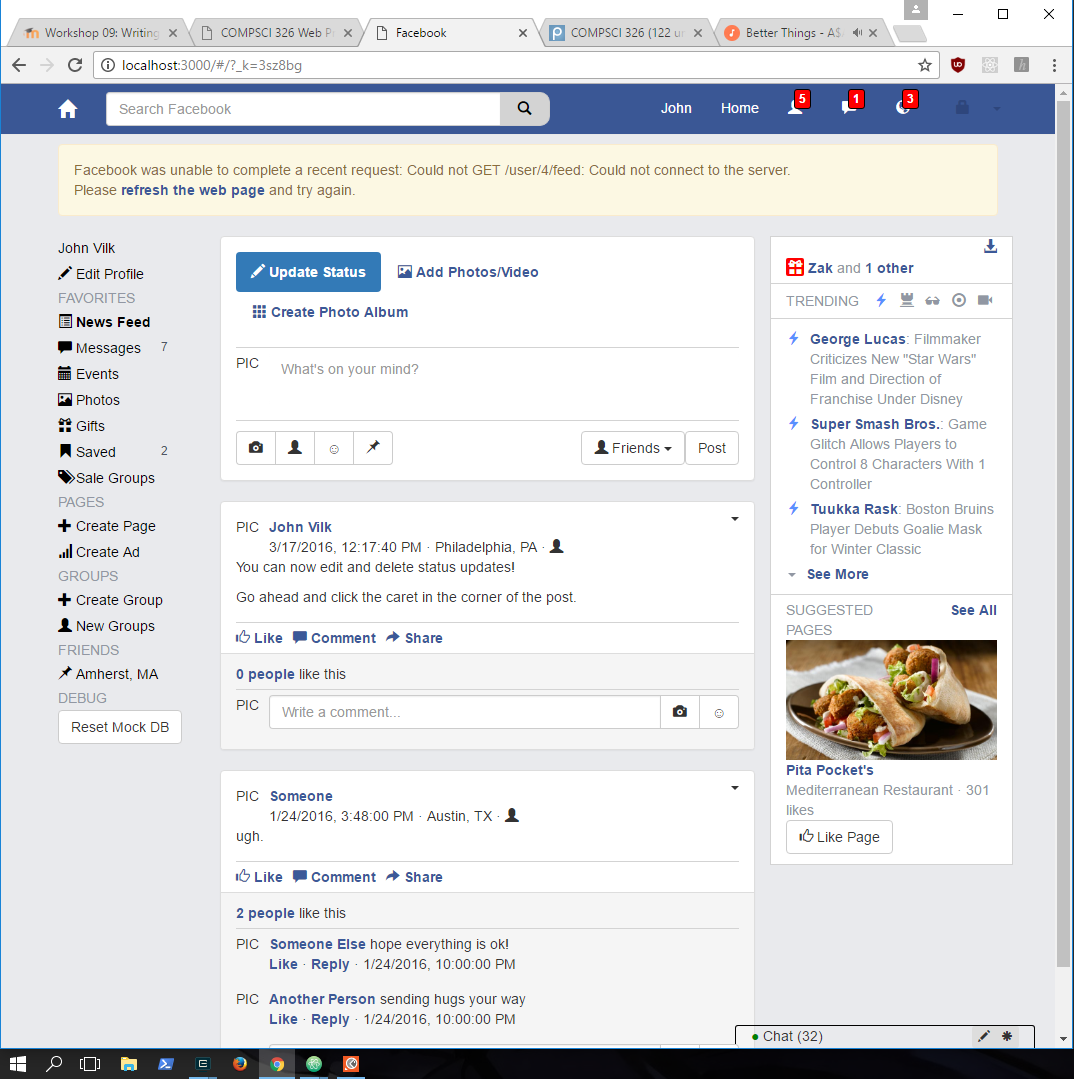 Workshop 09: Writing
COMPSCI 326 Web P
Facebook
COMPSCI 326 (122 un
Better Things - A$A
localhost:3000/#/?_k=3sz8bg
Search Facebook
John
Home
5
1
3
Facebook was unable to complete a recent request: Could not GET /user/4/feed: Could not connect to the server.
Please refresh the web page and try again.
John Vilk
Edit Profile
FAVORITES
News Feed
Messages 7
Events
Photos
Gifts
Saved 2
Sale Groups
PAGES
Create Page
Create Ad
GROUPS
Create Group
New Groups
FRIENDS
Amherst, MA
DEBUG
Reset Mock DB
Update Status
Add Photos/Video
Create Photo Album
PIC
What's on your mind?
Friends
Post
PIC John Vilk
3/17/2016, 12:17:40 PM · Philadelphia, PA ·
You can now edit and delete status updates!
Go ahead and click the caret in the corner of the post.
Like Comment Share
0 people like this
PIC Write a comment...
PIC Someone
1/24/2016, 3:48:00 PM · Austin, TX ·
ugh.
Like Comment Share
2 people like this
PIC Someone Else hope everything is ok!
Like · Reply · 1/24/2016, 10:00:00 PM
PIC Another Person sending hugs your way
Like · Reply · 1/24/2016, 10:00:00 PM
Zak and 1 other
TRENDING
George Lucas: Filmmaker
Criticizes New "Star Wars"
Film and Direction of
Franchise Under Disney
Super Smash Bros.: Game
Glitch Allows Players to
Control 8 Characters With 1
Controller
Tuukka Rask: Boston Bruins
Player Debuts Goalie Mask
for Winter Classic
See More
SUGGESTED See All
PAGES
Pita Pocket's
Mediterranean Restaurant · 301
likes
Like Page
Chat (32)